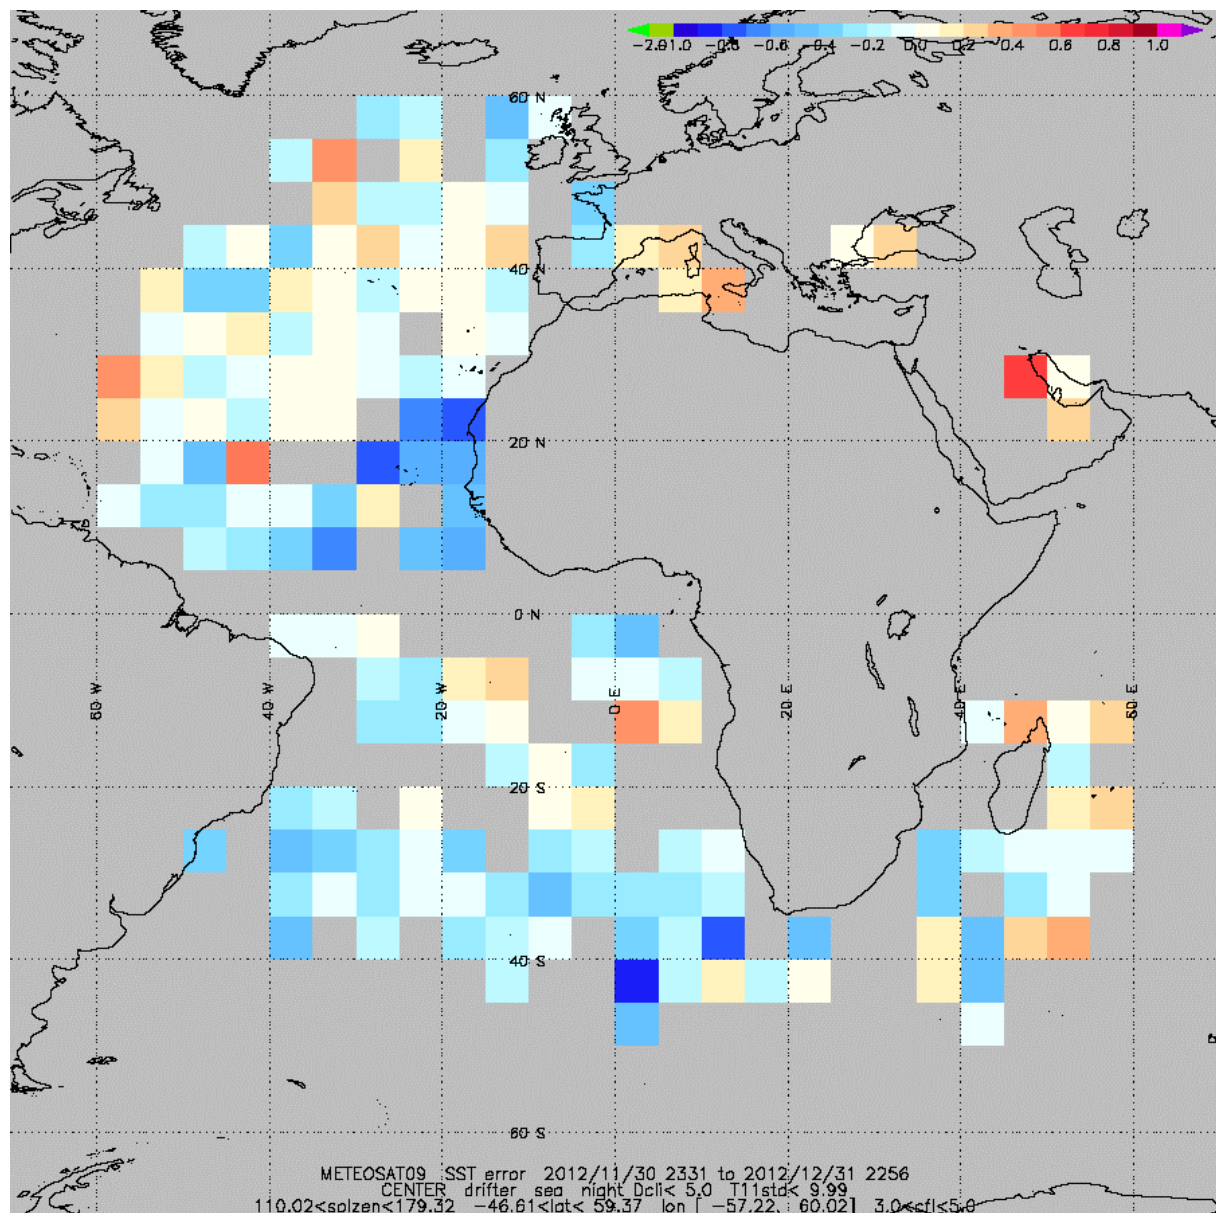 -2.0 -1.0 -0.8 -0.6 -0.4 -0.2 0.0 0.2 0.4 0.6 0.8 1.0
60 N
40 N
20 N
0 N
60 W 40 W 20 W 0 E 20 E 40 E 60 E
20 S
40 S
60 S
METEOSAT09 SST error 2012/11/30 2331 to 2012/12/31 2256
CENTER drifter sea night Dcli< 5.0 T11std< 9.99
110.02<solzen<179.32 -46.61<lat< 59.37 lon [ -57.22, 60.02] 3.0<cfl<5.0